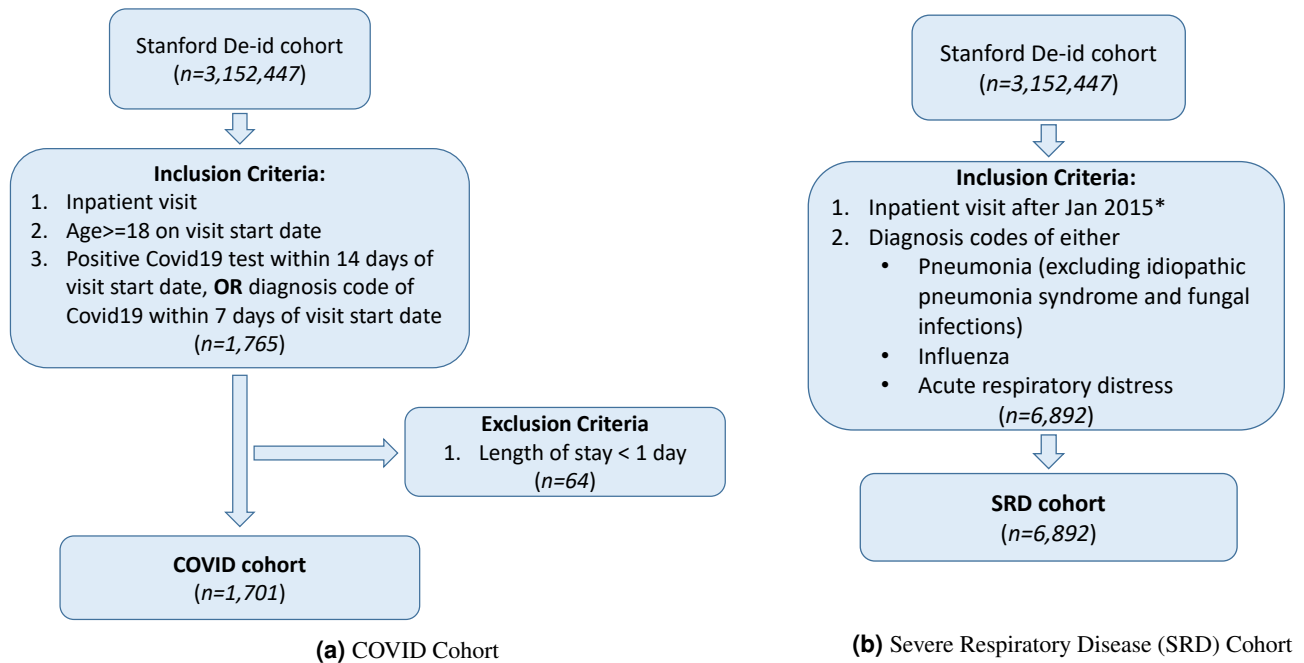 Stanford De-id cohort
(n=3,152,447)
Inclusion Criteria:
1. Inpatient visit
2. Age>=18 on visit start date
3. Positive Covid19 test within 14 days of
visit start date, OR diagnosis code of
Covid19 within 7 days of visit start date
(n=1,765)
Exclusion Criteria
1. Length of stay < 1 day
(n=64)
COVID cohort
(n=1,701)
(a) COVID Cohort
Stanford De-id cohort
(n=3,152,447)
Inclusion Criteria:
1. Inpatient visit after Jan 2015*
2. Diagnosis codes of either
• Pneumonia (excluding idiopathic
pneumonia syndrome and fungal
infections)
• Influenza
• Acute respiratory distress
(n=6,892)
SRD cohort
(n=6,892)
(b) Severe Respiratory Disease (SRD) Cohort